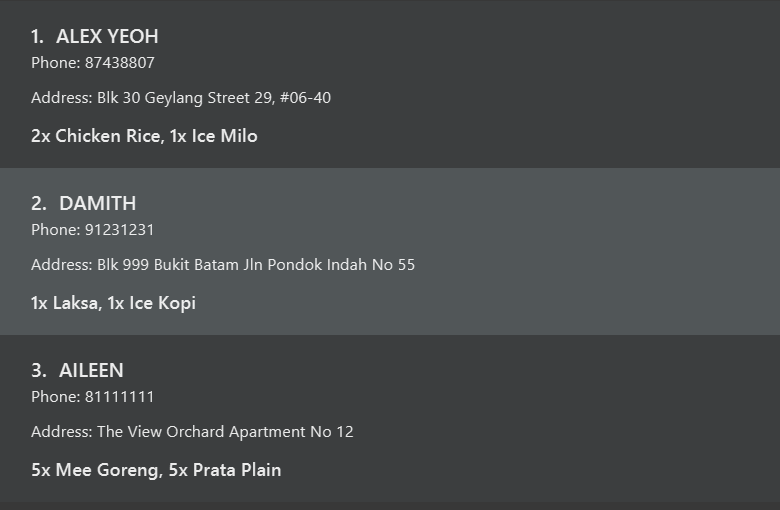 1. ALEX YEOH
Phone: 87438807
Address: Blk 30 Geylang Street 29, #06-40
2x Chicken Rice, 1x Ice Milo
2. DAMITH
Phone: 91231231
Address: Blk 999 Bukit Batam Jln Pondok Indah No 55
1x Laksa, 1x Ice Kopi
3. AILEEN
Phone: 81111111
Address: The View Orchard Apartment No 12
5x Mee Goreng, 5x Prata Plain